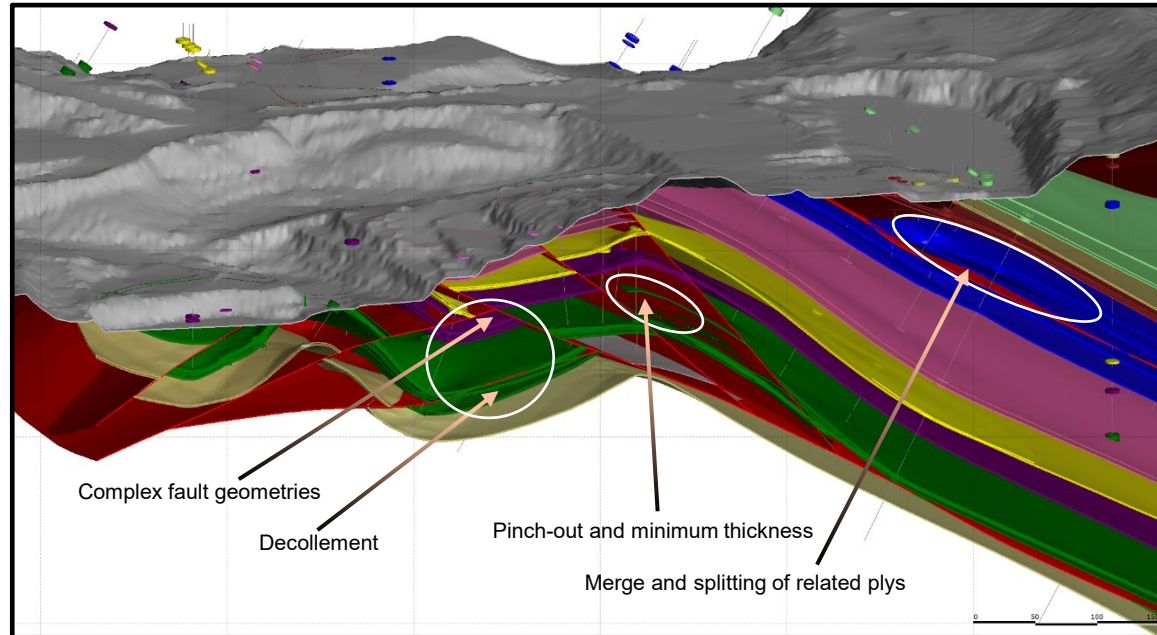 Complex fault geometries
Decollement
Pinch-out and minimum thickness
Merge and splitting of related plys
0 50 100